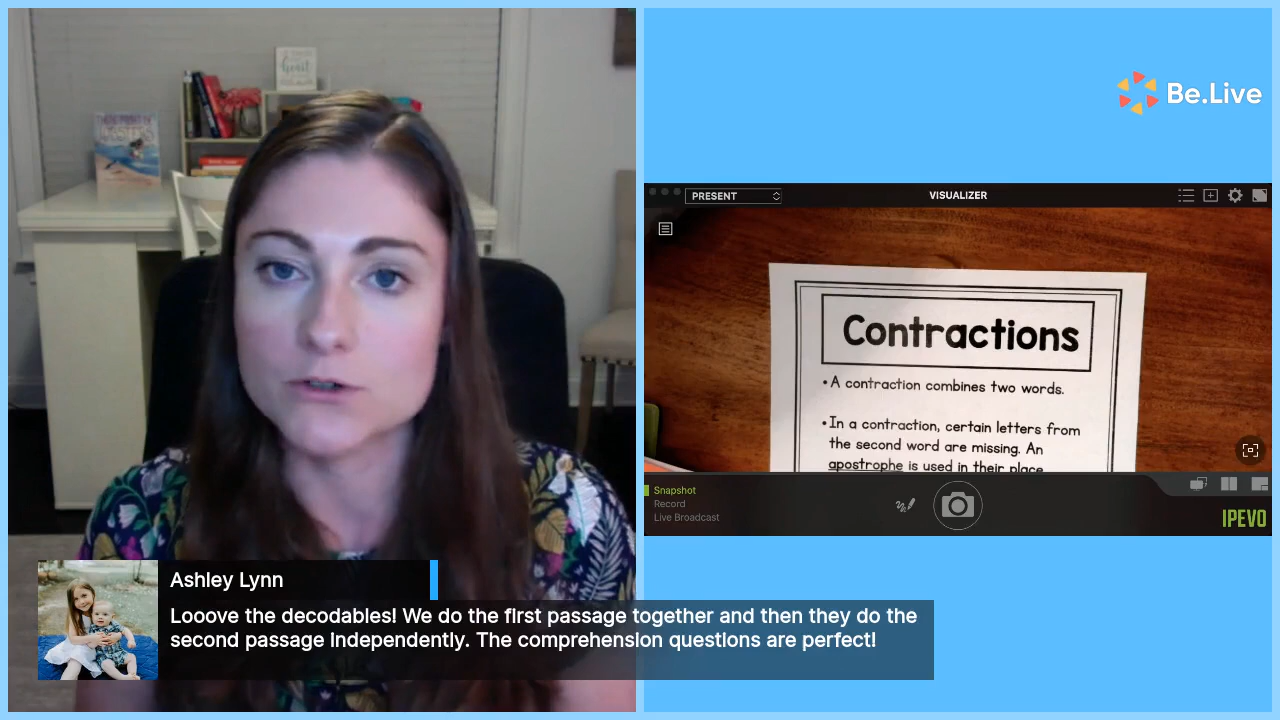 heart
LOBSTERS
Be.Live
PRESENT
VISUALIZER
Contractions
•A contraction combines two words.
•In a contraction, certain letters from
the second word are missing. An
apostrophe is used in their place
Snapshot
Record
Live Broadcast
IPEVO
Ashley Lynn
Looove the decodables! We do the first passage together and then they do the
second passage independently. The comprehension questions are perfect!